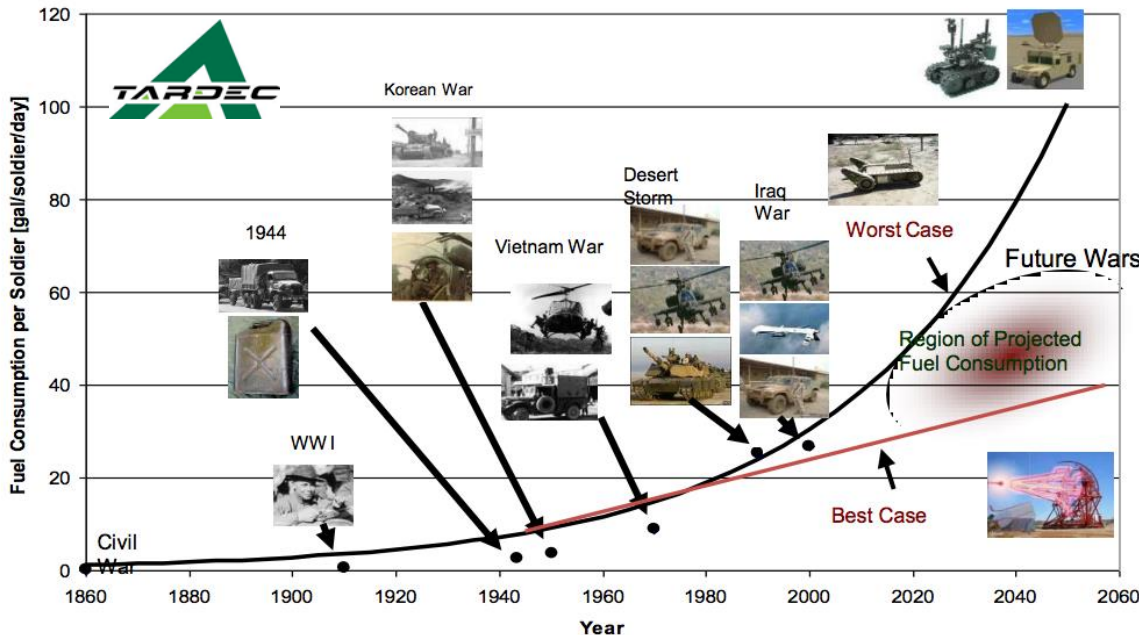 120
100
80
60
40
20
0
Fuel Consumption per Soldier [gal/soldier/day]
TARDEC
Korean War
Desert
Storm
Iraq
War
1944
Vietnam War
Worst Case
Future Wars
Region of Projected
Fuel Consumption
WW I
Best Case
Civil
War
1860
1880
1900
1920
1940
1960
1980
2000
2020
2040
2060
Year